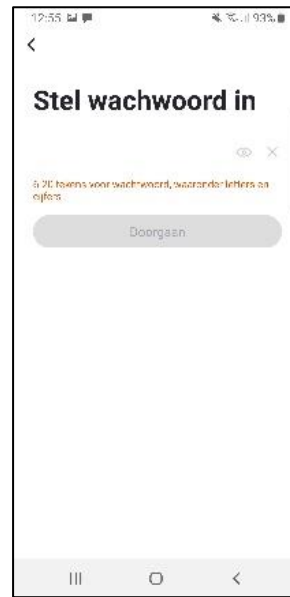 12:55 93%
Stel wachwoord in
6-20 tekens voor wachtwoord, waaronder letters en
cijfers
Doorgaan